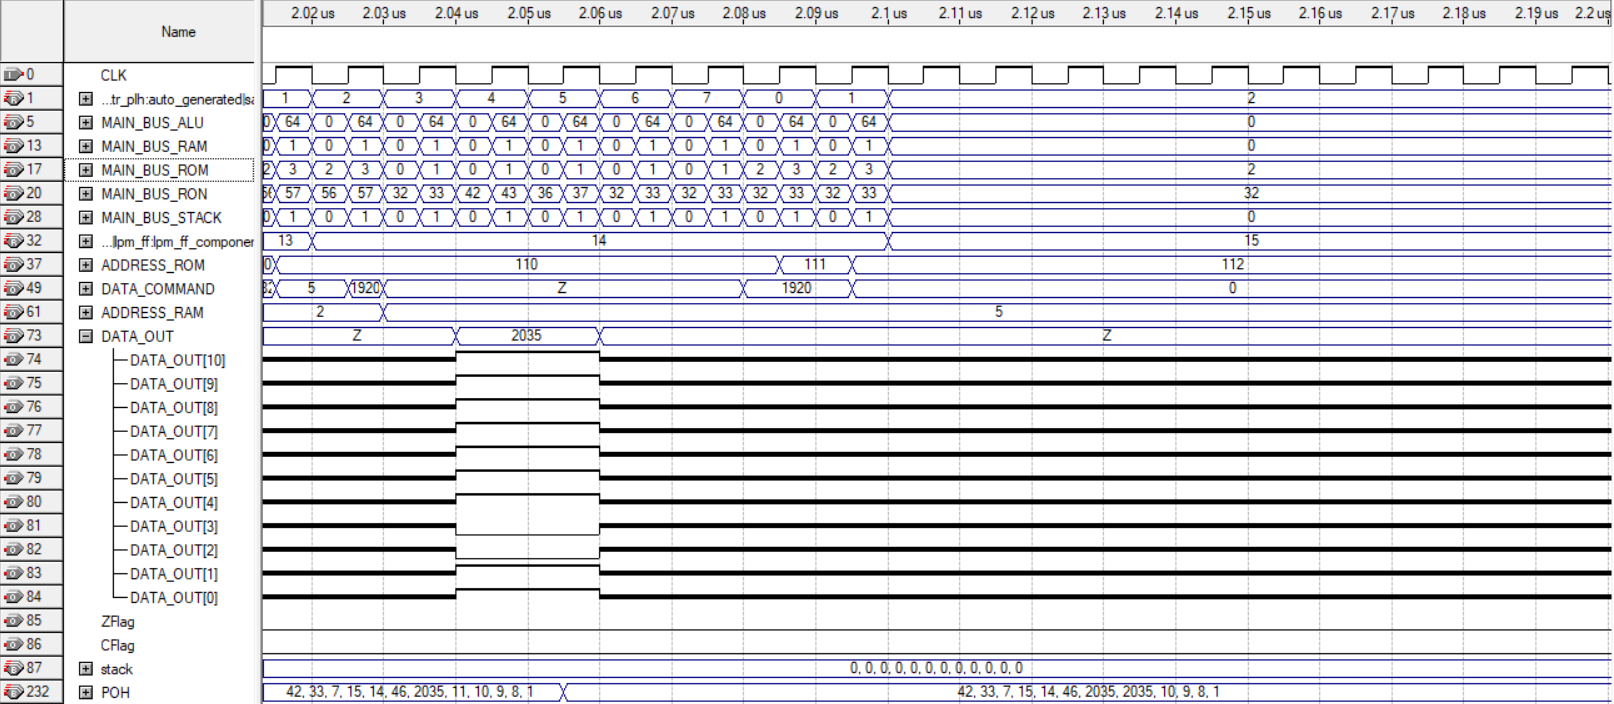 2.02 us 2.03 us 2.04 us 2.05 us 2.06 us 2.07 us 2.08 us 2.09 us 2.1 us 2.11 us 2.12 us 2.13 us 2.14 us 2.15 us 2.16 us 2.17 us 2.18 us 2.19 us 2.2 us
Name
0 CLK
1 ...tr_plh:auto_generated|sa 1 2 3 4 5 6 7 0 1 2
5 MAIN_BUS_ALU 0 64 0 64 0 64 0 64 0 64 0 64 0 64 0 64 0 64 0
13 MAIN_BUS_RAM 0 1 0 1 0 1 0 1 0 1 0 1 0 1 0 1 0 1 0
17 MAIN_BUS_ROM 2 3 2 3 0 1 0 1 0 1 0 1 0 1 2 3 2 3 2
20 MAIN_BUS_RON 56 57 56 57 32 33 42 43 36 37 32 33 32 33 32 33 32 33 32
28 MAIN_BUS_STACK 0 1 0 1 0 1 0 1 0 1 0 1 0 1 0 1 0 1 0
32 ...|lpm_ff:lpm_ff_componer 13 14 15
37 ADDRESS_ROM 0 110 111 112
49 DATA_COMMAND 5 1920 Z 1920 0
61 ADDRESS_RAM 2 5
73 DATA_OUT Z 2035 Z
74 DATA_OUT[10]
75 DATA_OUT[9]
76 DATA_OUT[8]
77 DATA_OUT[7]
78 DATA_OUT[6]
79 DATA_OUT[5]
80 DATA_OUT[4]
81 DATA_OUT[3]
82 DATA_OUT[2]
83 DATA_OUT[1]
84 DATA_OUT[0]
85 ZFlag
86 CFlag
87 stack 0, 0, 0, 0, 0, 0, 0, 0, 0, 0, 0, 0
232 POH 42, 33, 7, 15, 14, 46, 2035, 11, 10, 9, 8, 1 42, 33, 7, 15, 14, 46, 2035, 2035, 10, 9, 8, 1